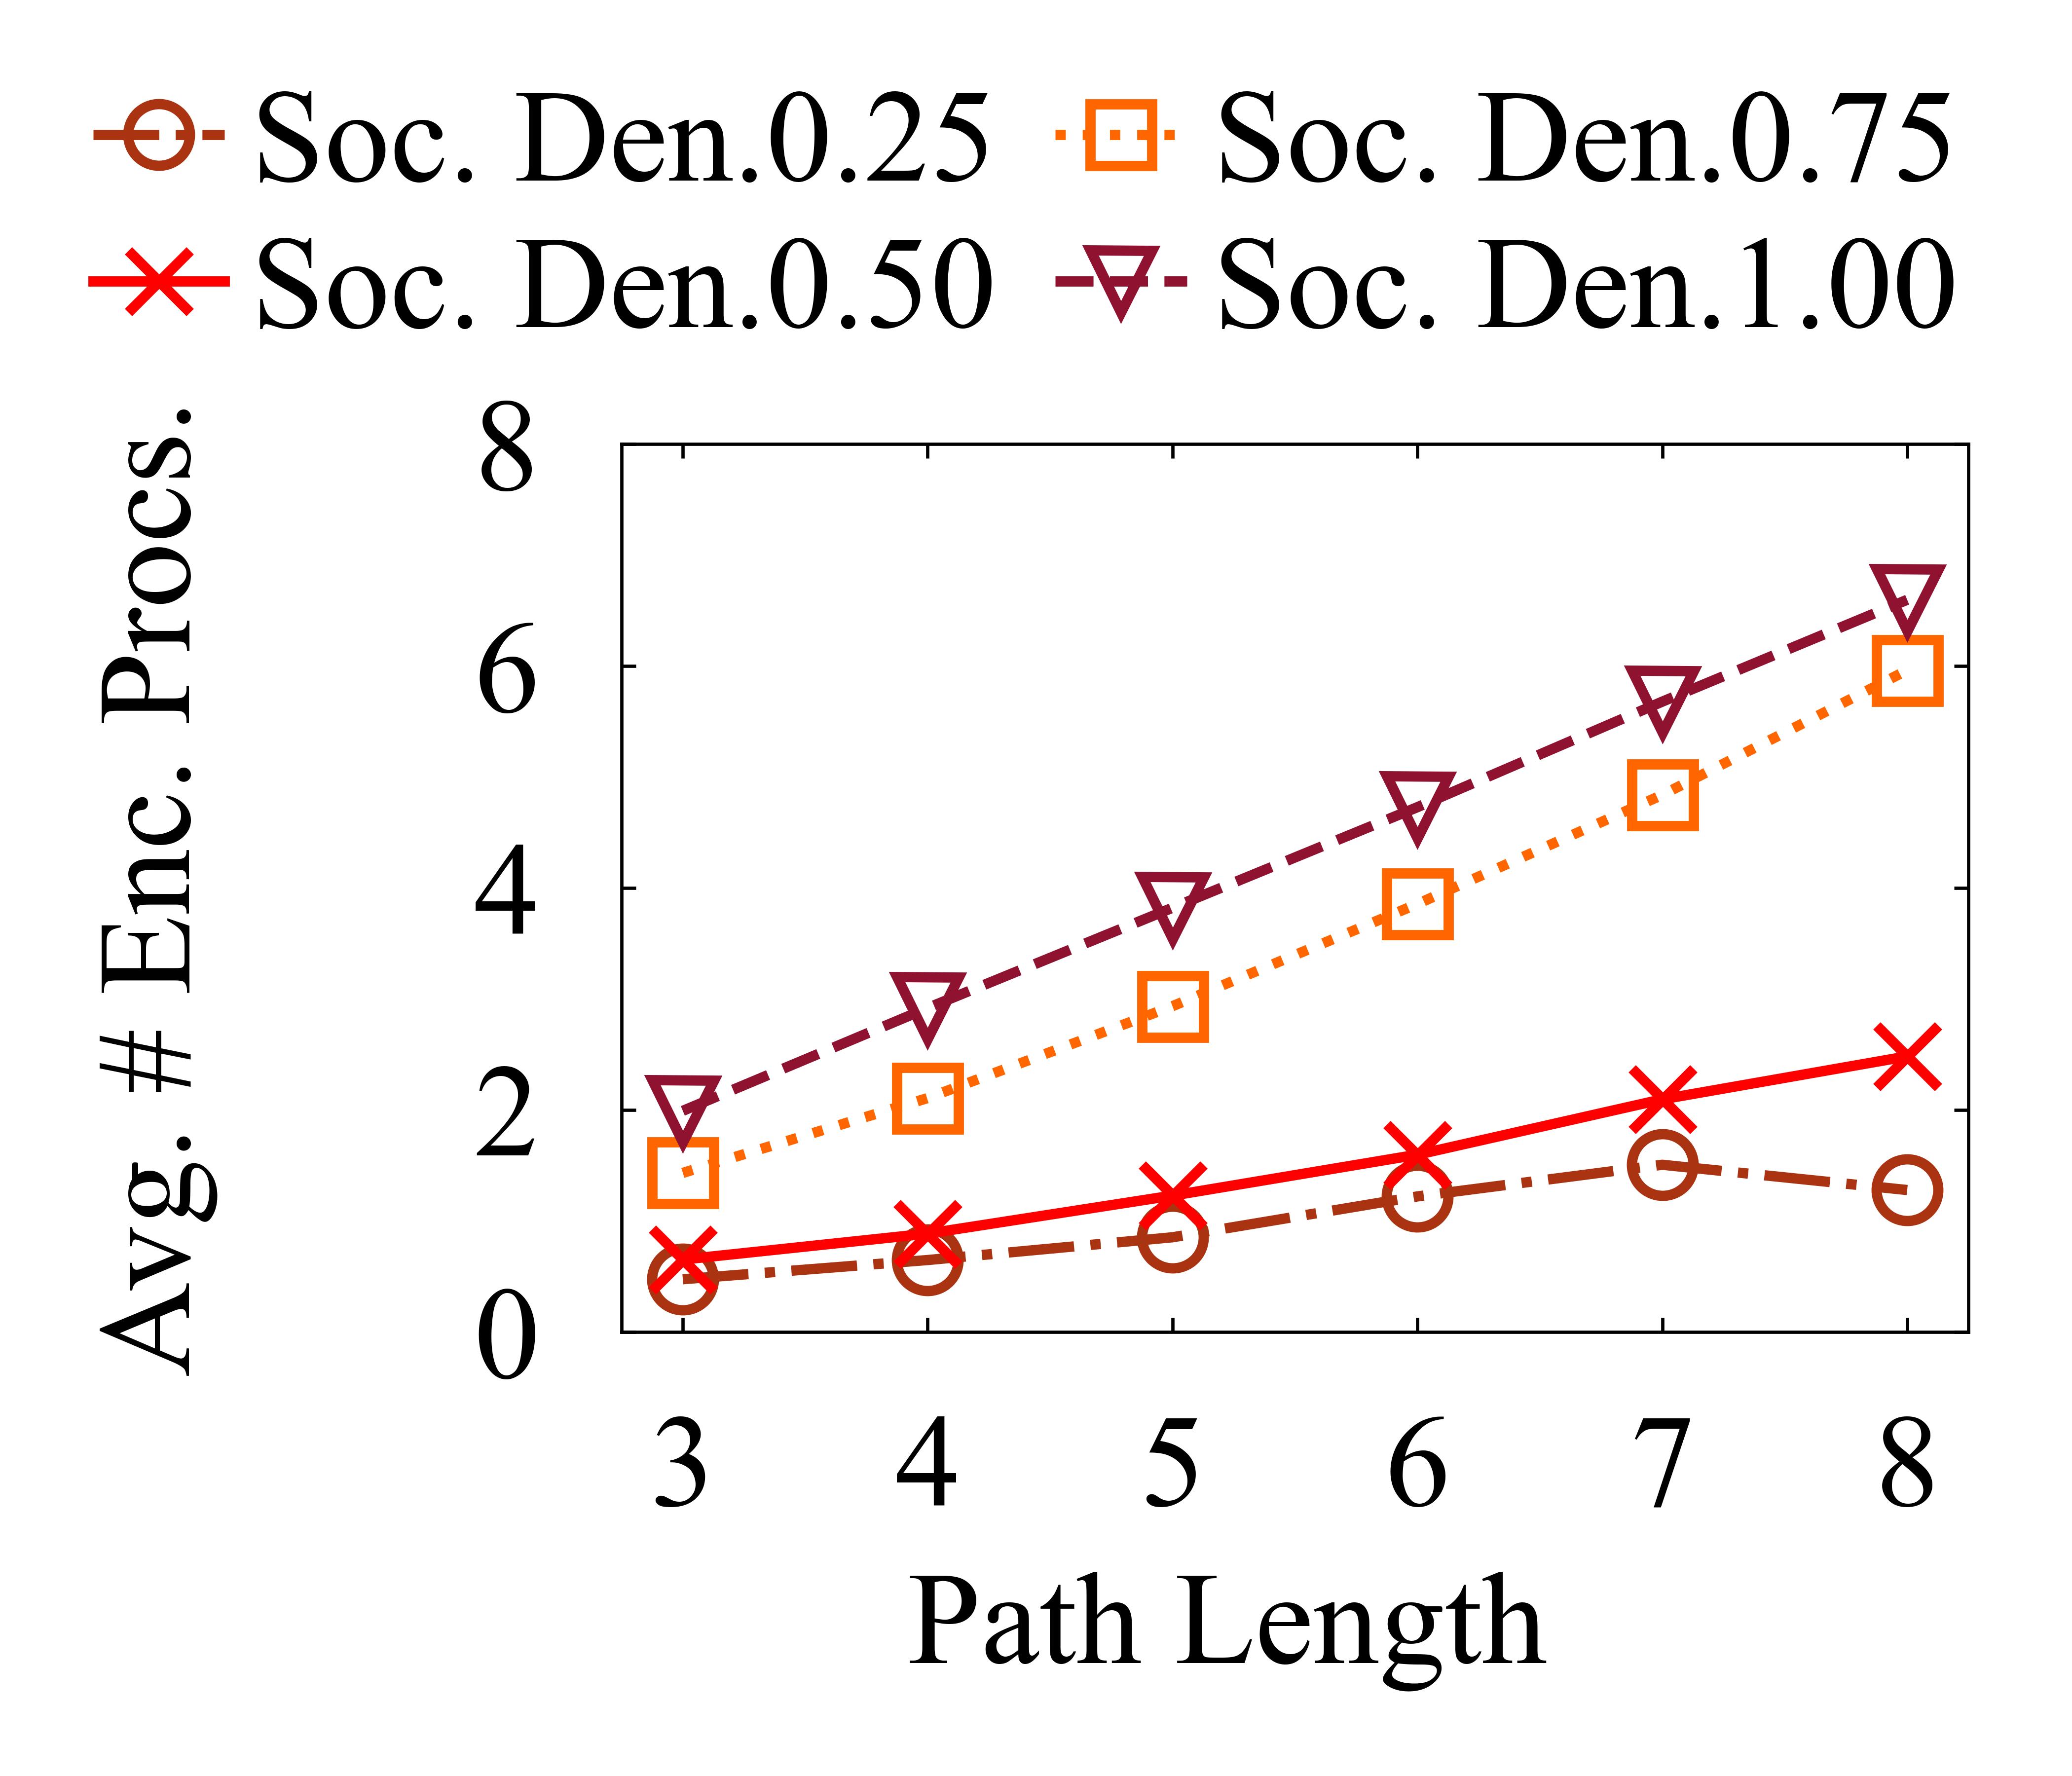 Soc. Den.0.25 Soc. Den.0.75
Soc. Den.0.50 Soc. Den.1.00
Avg. # Enc. Procs.
8
6
4
2
0
3 4 5 6 7 8
Path Length